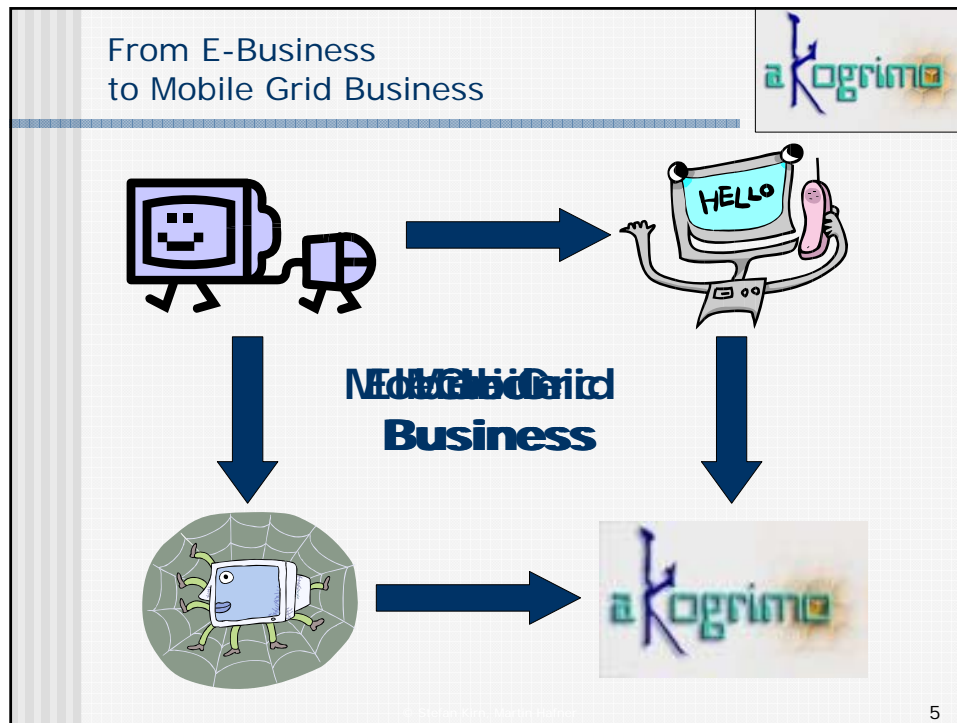 From E-Business
to Mobile Grid Business
akogrimo
HELLO
Business
akogrimo
5